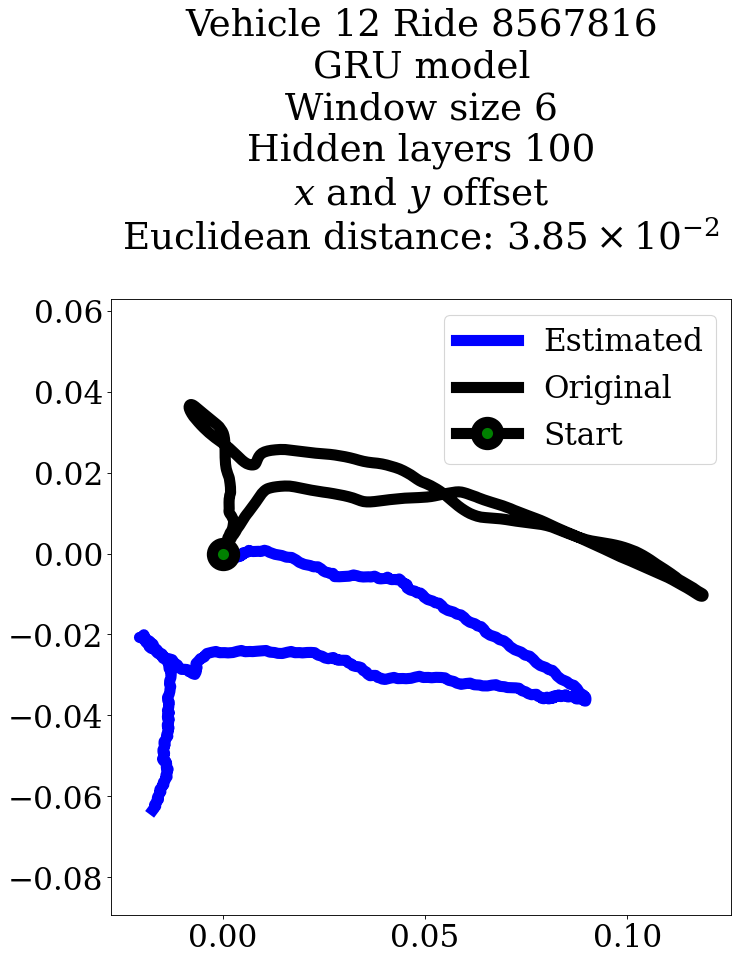 Vehicle 12 Ride 8567816
GRU model
Window size 6
Hidden layers 100
x and y offset
Euclidean distance: 3.85 × 10⁻²
Estimated
Original
Start
0.06
0.04
0.02
0.00
−0.02
−0.04
−0.06
−0.08
0.00 0.05 0.10